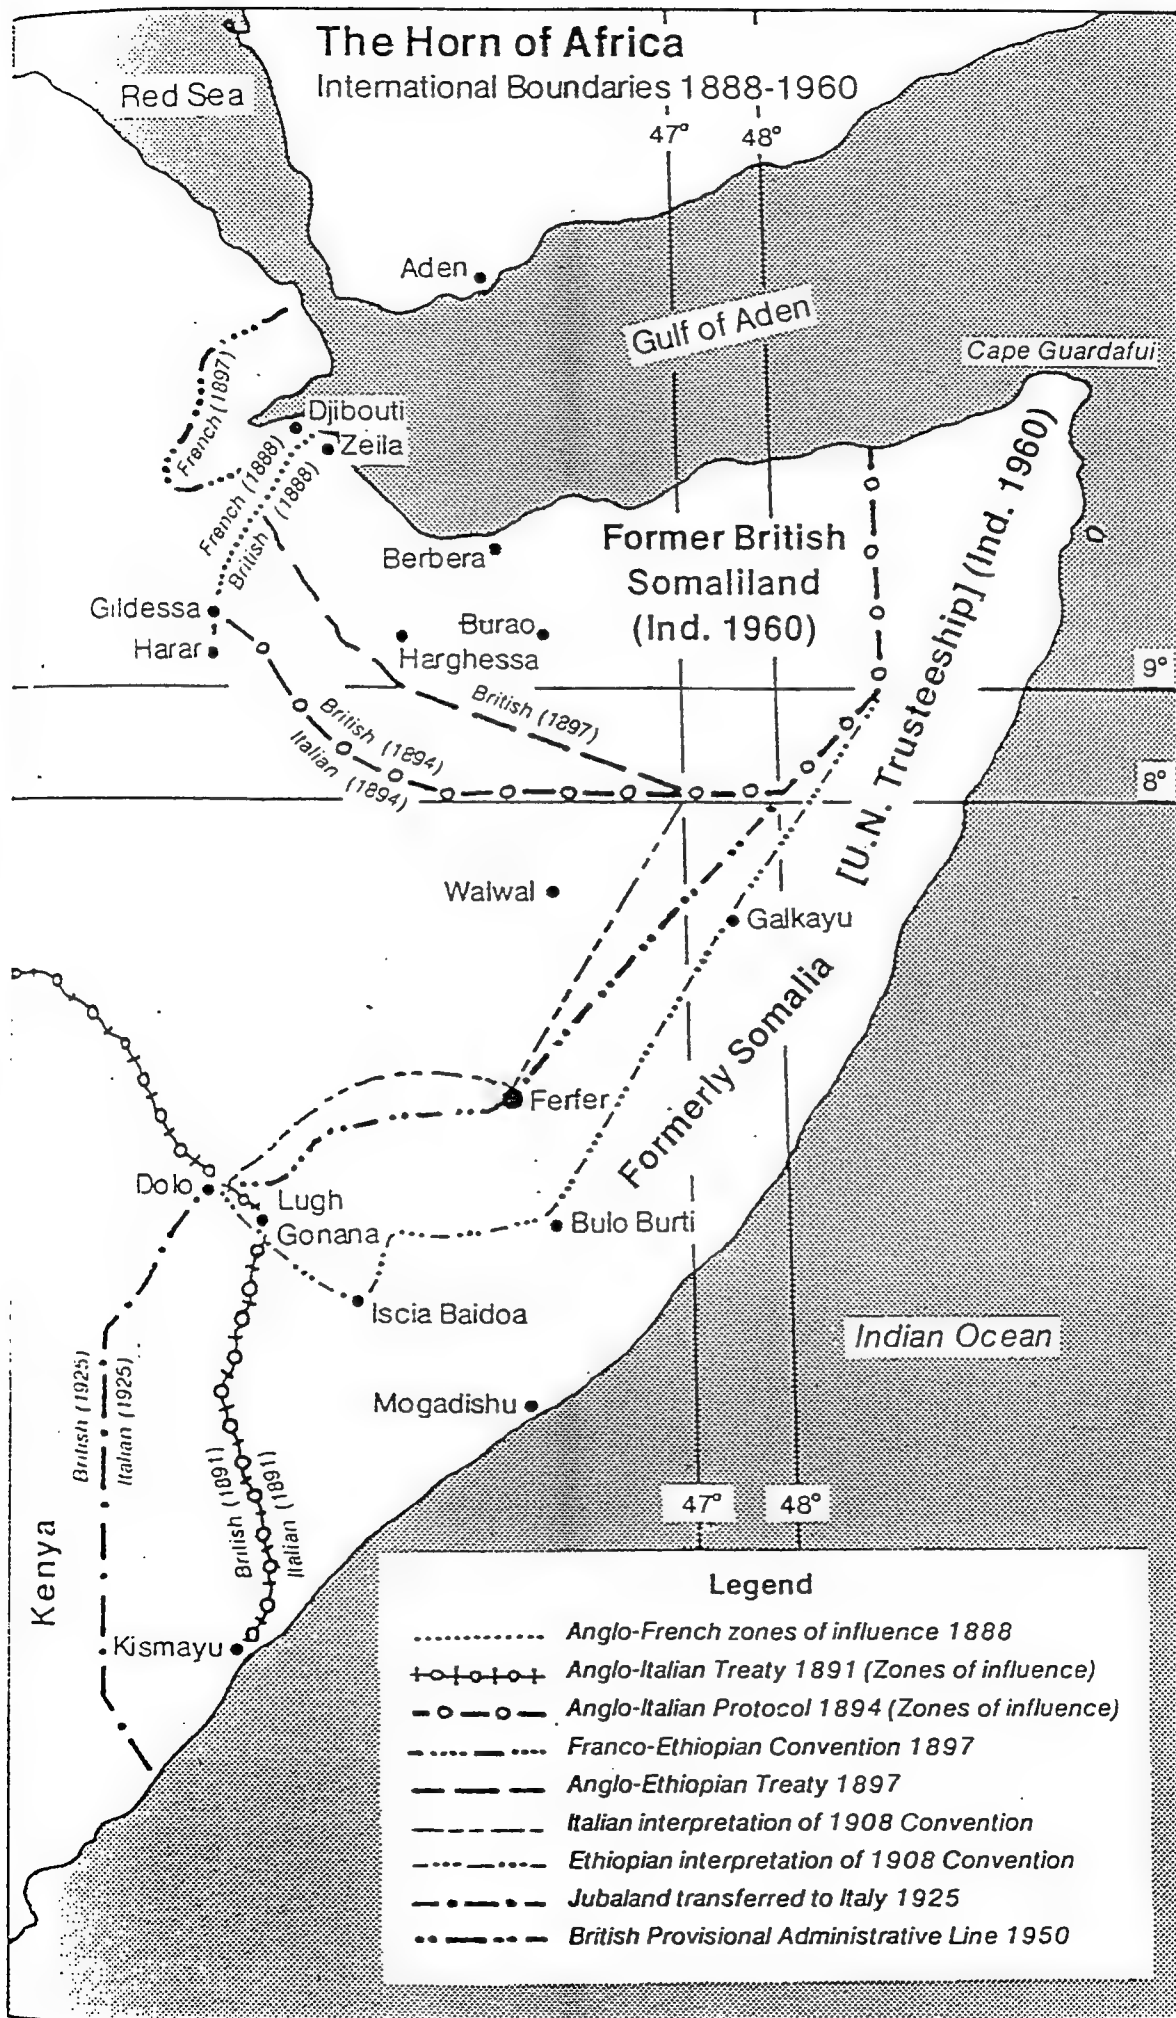 The Horn of Africa
International Boundaries 1888-1960
Red Sea
47°
48°
Aden
Gulf of Aden
Cape Guardafui
French (1897)
Djibouti
Zeila
French (1888)
British (1888)
Berbera
Former British
Somaliland
(Ind. 1960)
[U.N. Trusteeship] (Ind. 1960)
Gildessa
Harar
Burao
Harghessa
9°
British (1897)
British (1894)
Italian (1894)
8°
Walwal
Galkayu
Formerly Somalia
Ferfer
Dolo
Lugh
Gonana
Bulo Burti
Iscia Baidoa
Indian Ocean
Mogadishu
British (1925)
Italian (1925)
British (1891)
Italian (1891)
47°
48°
Kenya
Kismayu
Legend
Anglo-French zones of influence 1888
Anglo-Italian Treaty 1891 (Zones of influence)
Anglo-Italian Protocol 1894 (Zones of influence)
Franco-Ethiopian Convention 1897
Anglo-Ethiopian Treaty 1897
Italian interpretation of 1908 Convention
Ethiopian interpretation of 1908 Convention
Jubaland transferred to Italy 1925
British Provisional Administrative Line 1950